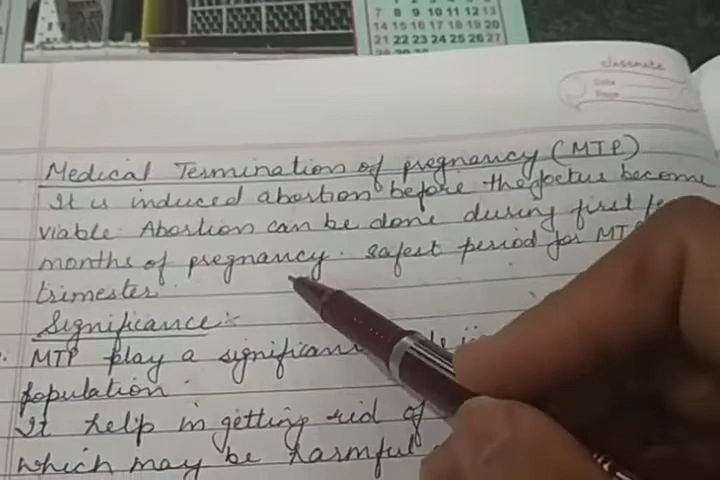 7 8 9 10 11 12 13
14 15 16 17 18 19 20
21 22 23 24 25 26 27
classmate
Date
Page
Medical Termination of pregnancy (MTP)
It is induced abortion before the foetus become
viable. Abortion can be done during first
months of pregnancy. Safest period for
trimester.
Significance :-
MTP play a significant
population.
It help in getting rid of
which may be harmful